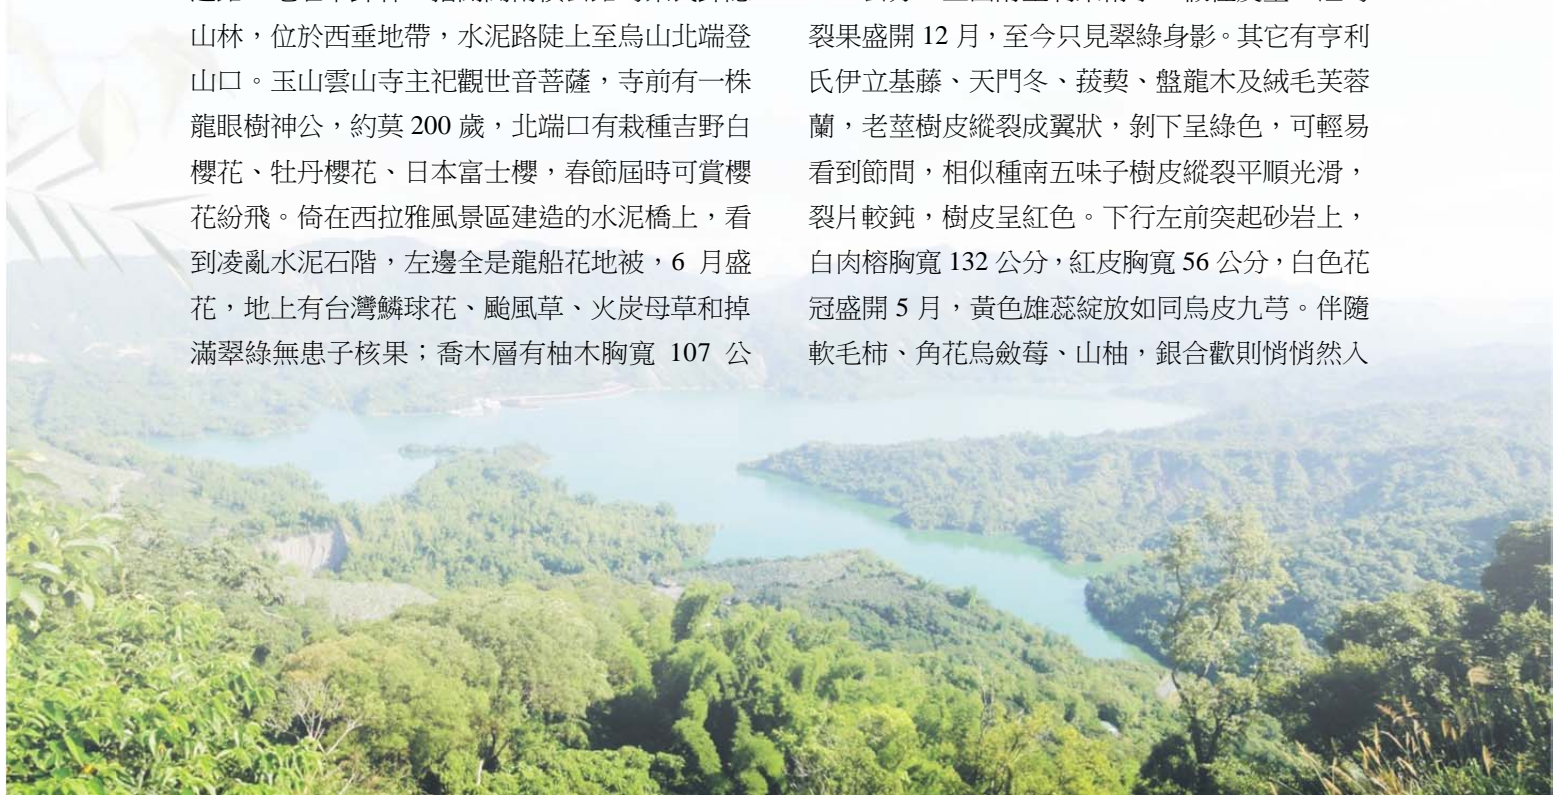 山林，位於西垂地帶，水泥路陡上至烏山北端登
山口。玉山雲山寺主祀觀世音菩薩，寺前有一株
龍眼樹神公，約莫 200 歲，北端口有栽種吉野白
櫻花、牡丹櫻花、日本富士櫻，春節屆時可賞櫻
花紛飛。倚在西拉雅風景區建造的水泥橋上，看
到凌亂水泥石階，左邊全是龍船花地被，6 月盛
花，地上有台灣鱗球花、颱風草、火炭母草和掉
滿翠綠無患子核果；喬木層有柚木胸寬 107 公
裂果盛開 12 月，至今只見翠綠身影。其它有亨利
氏伊立基藤、天門冬、菝葜、盤龍木及絨毛芙蓉
蘭，老莖樹皮縱裂成翼狀，剝下呈綠色，可輕易
看到節間，相似種南五味子樹皮縱裂平順光滑，
裂片較鈍，樹皮呈紅色。下行左前突起砂岩上，
白肉榕胸寬 132 公分，紅皮胸寬 56 公分，白色花
冠盛開 5 月，黃色雄蕊綻放如同烏皮九芎。伴隨
軟毛柿、角花烏斂莓、山柚，銀合歡則悄悄然入